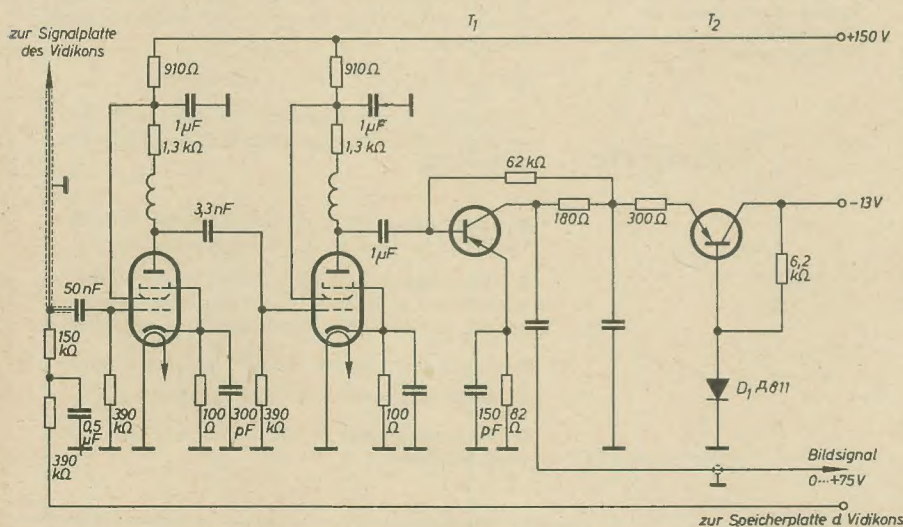 zur Signalplatte
des Vidikons
T₁
T₂
+150 V
910Ω
1µF
1,3 kΩ
910Ω
1µF
1,3 kΩ
62 kΩ
3,3 nF
1µF
180Ω
300Ω
-13V
6,2
kΩ
50 nF
150
kΩ
0,5
µF
390
kΩ
390
kΩ
100
Ω
300
pF
390
kΩ
100
Ω
150
pF
82
Ω
D₁ Д811
Bildsignal
0···+75V
zur Speicherplatte d. Vidikons